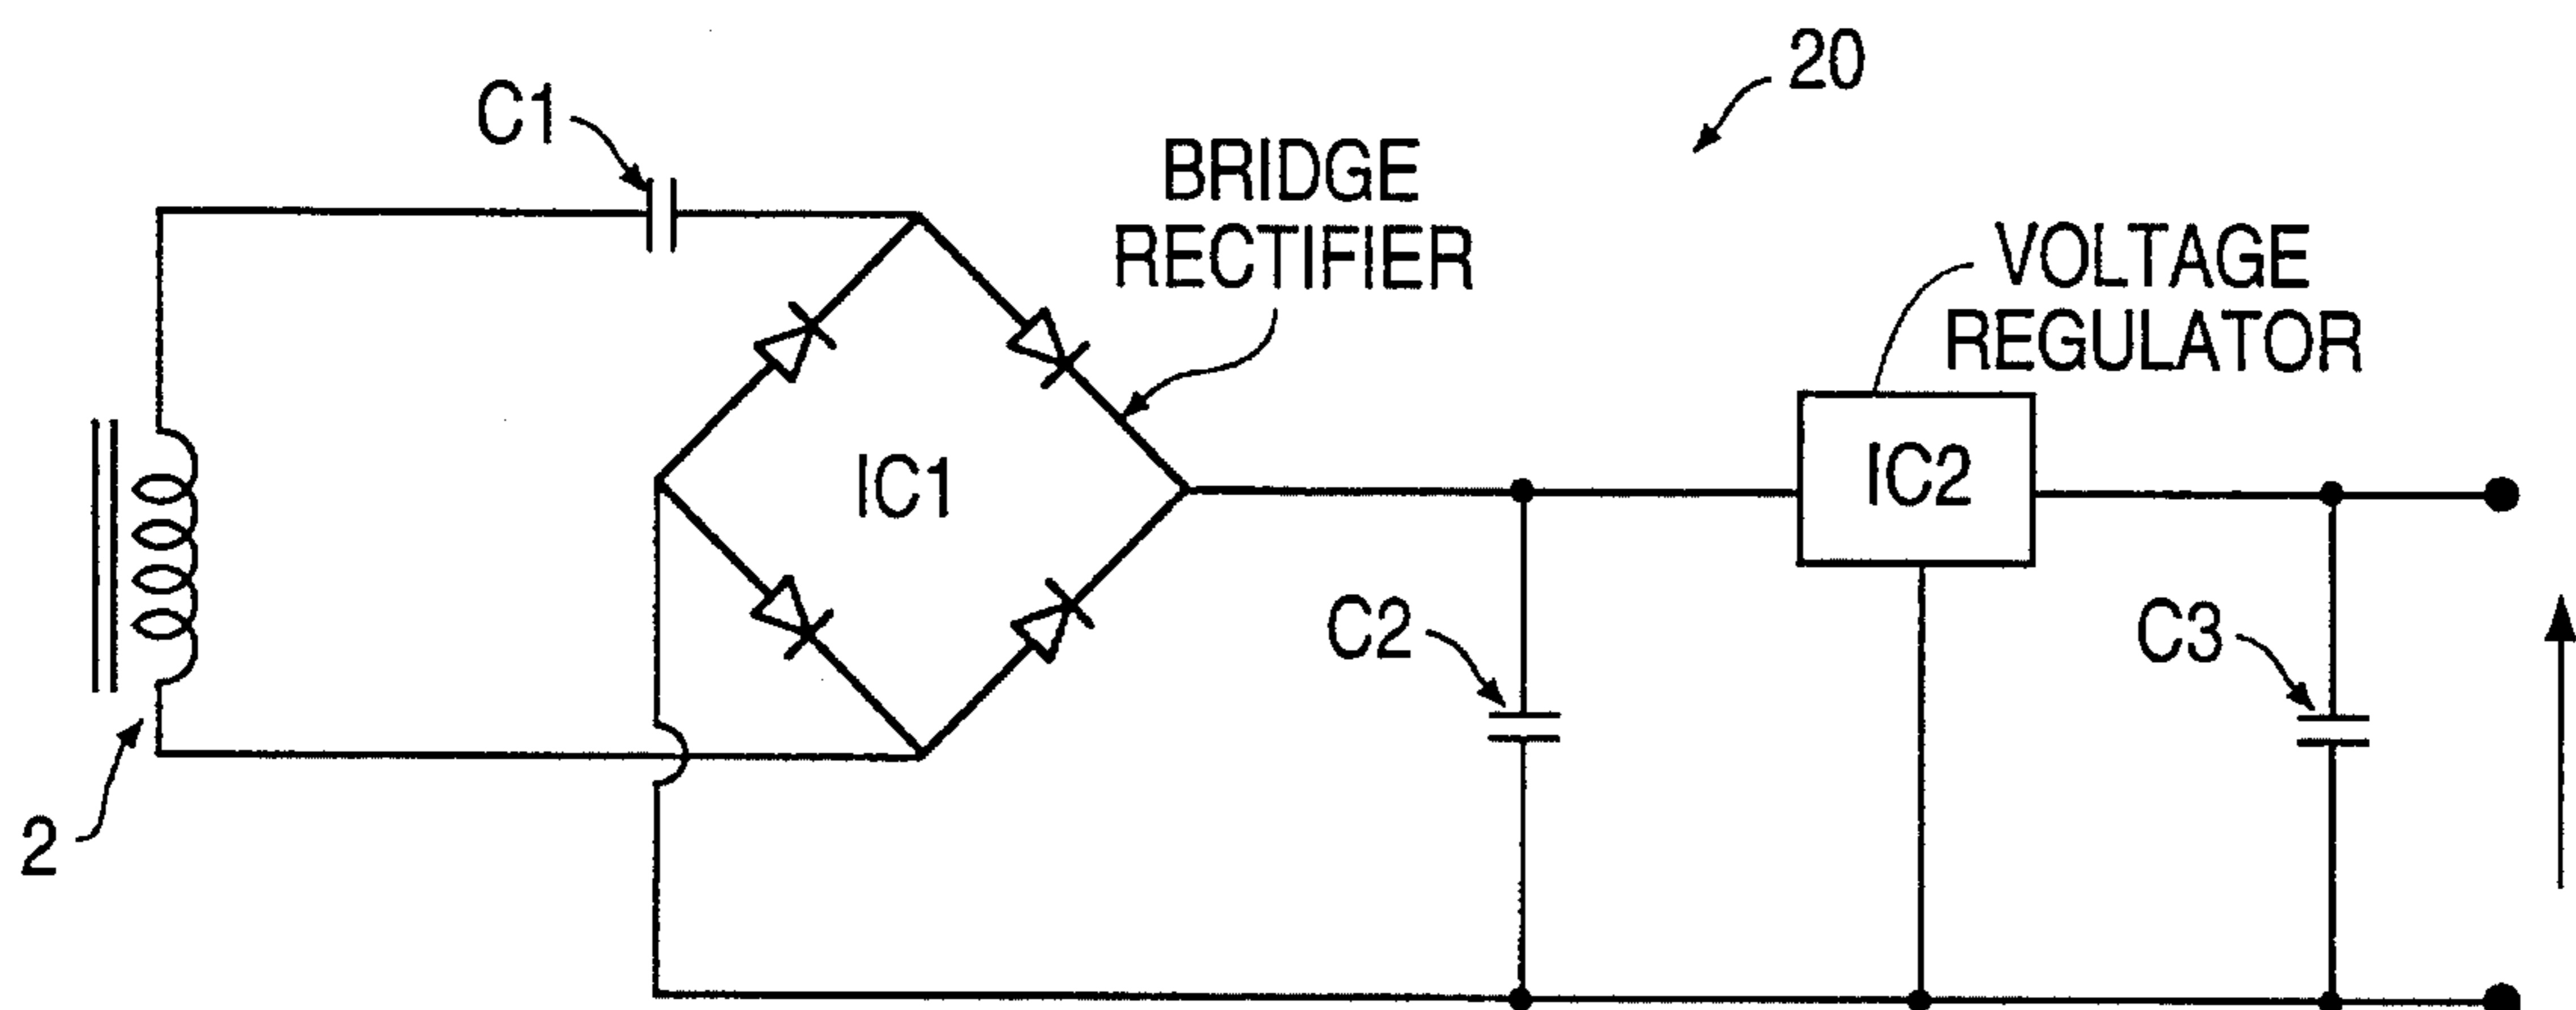 20
C1
BRIDGE
RECTIFIER
VOLTAGE
REGULATOR
IC1
IC2
C2
C3
2